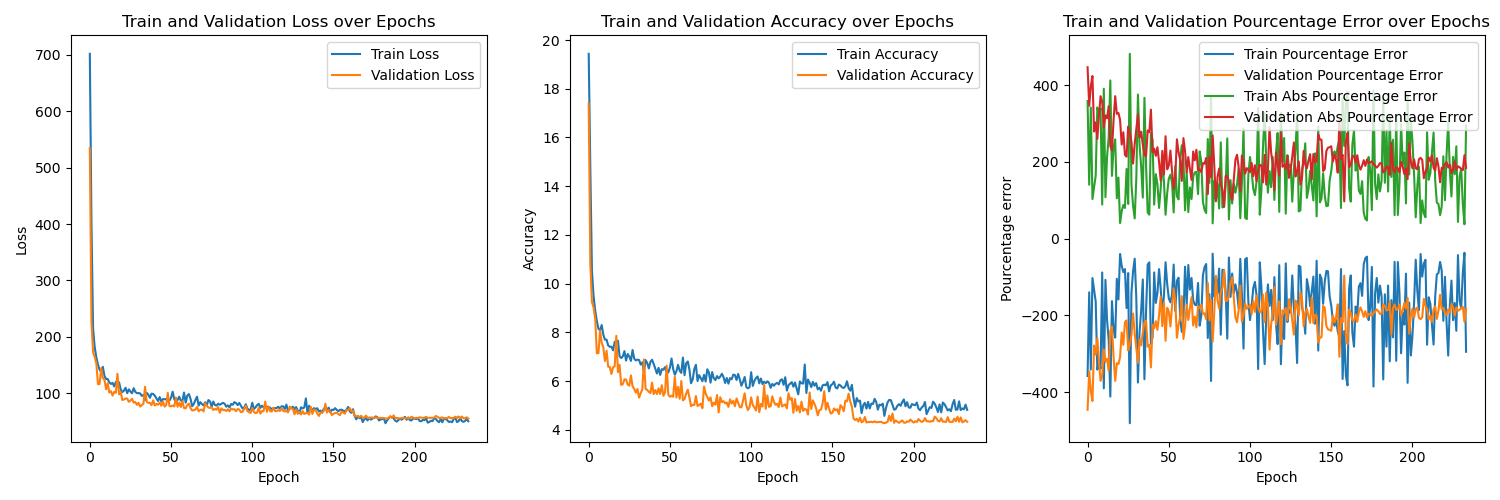 Train and Validation Loss over Epochs
Train Loss
Validation Loss
700
600
500
400
300
200
100
Loss
0
50
100
150
200
Epoch
Train and Validation Accuracy over Epochs
Train Accuracy
Validation Accuracy
20
18
16
14
12
10
8
6
4
Accuracy
0
50
100
150
200
Epoch
Train and Validation Pourcentage Error over Epochs
Train Pourcentage Error
Validation Pourcentage Error
Train Abs Pourcentage Error
Validation Abs Pourcentage Error
400
200
0
−200
−400
Pourcentage error
0
50
100
150
200
Epoch